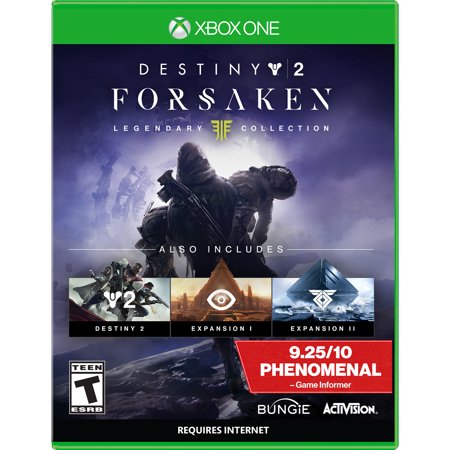 XBOX ONE
DESTINY 2
FORSAKEN
LEGENDARY COLLECTION
ALSO INCLUDES
2
DESTINY 2
EXPANSION I
EXPANSION II
9.25/10
PHENOMENAL
– Game Informer
TEEN
T
ESRB
BUNGiE
ACTIVISION.
REQUIRES INTERNET